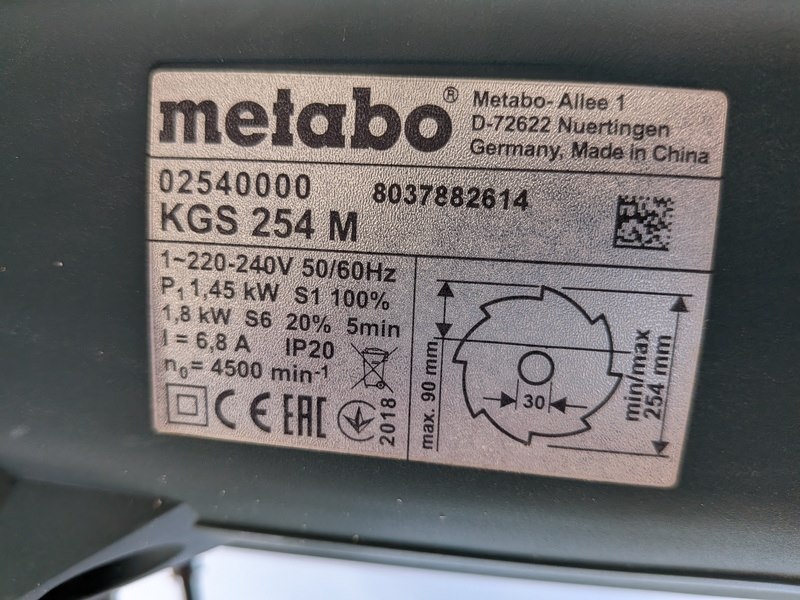 metabo®
Metabo- Allee 1
D-72622 Nuertingen
Germany, Made in China
02540000
8037882614
KGS 254 M
1~220-240V 50/60Hz
P₁ 1,45 kW S1 100%
1,8 kW S6 20% 5min
I = 6,8 A IP20
n₀= 4500 min⁻¹
CE EAC
2018
max. 90 mm
30
min/max
254 mm